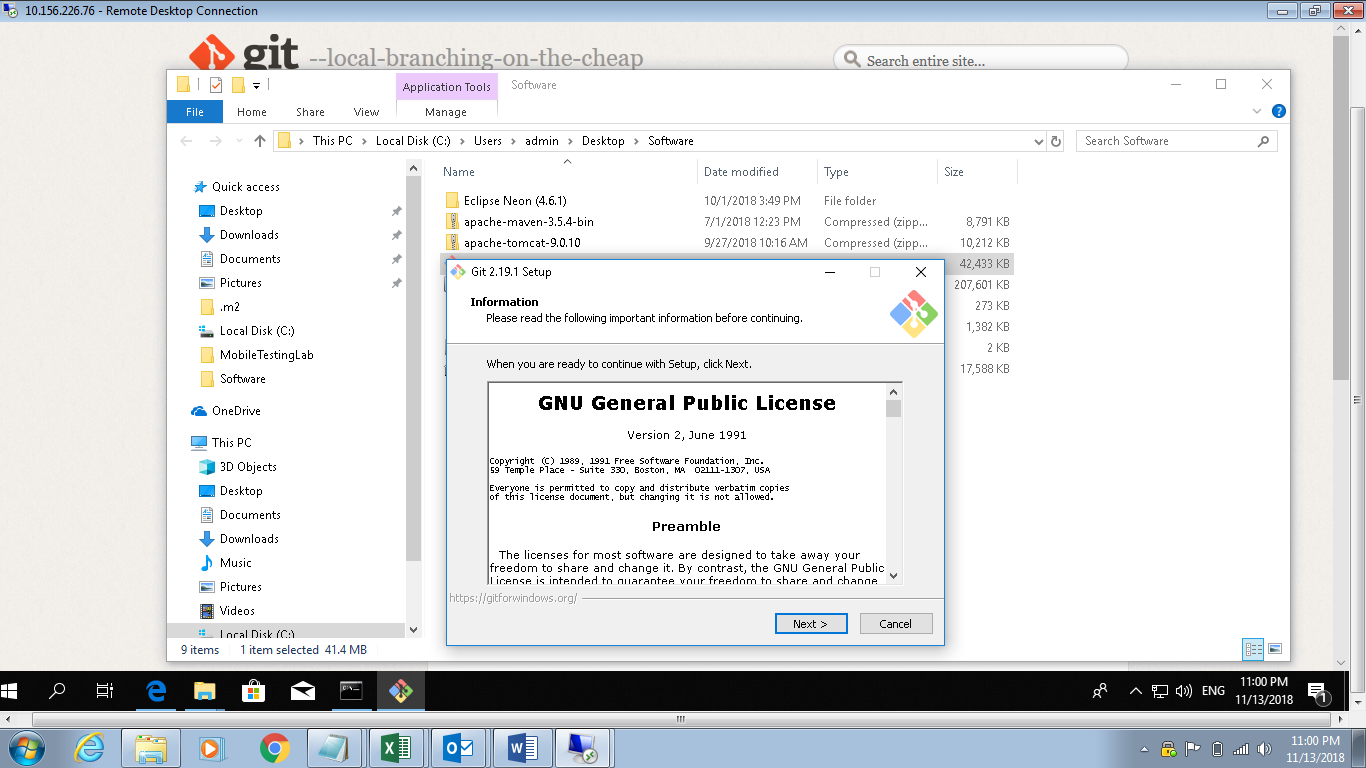 10.156.226.76 - Remote Desktop Connection
git --local-branching-on-the-cheap
Search entire site...
Application Tools
Software
File
Home
Share
View
Manage
This PC
Local Disk (C:)
Users
admin
Desktop
Software
Search Software
Name
Date modified
Type
Size
Quick access
Desktop
Downloads
Documents
Pictures
.m2
Local Disk (C:)
MobileTestingLab
Software
OneDrive
This PC
3D Objects
Desktop
Documents
Downloads
Music
Pictures
Videos
Local Disk (C:)
Eclipse Neon (4.6.1) 10/1/2018 3:49 PM File folder
apache-maven-3.5.4-bin 7/1/2018 12:23 PM Compressed (zipp... 8,791 KB
apache-tomcat-9.0.10 9/27/2018 10:16 AM Compressed (zipp... 10,212 KB
42,433 KB
207,601 KB
273 KB
1,382 KB
2 KB
17,588 KB
Git 2.19.1 Setup
Information
Please read the following important information before continuing.
When you are ready to continue with Setup, click Next.
GNU General Public License
Version 2, June 1991
Copyright (C) 1989, 1991 Free Software Foundation, Inc.
59 Temple Place - Suite 330, Boston, MA 02111-1307, USA
Everyone is permitted to copy and distribute verbatim copies
of this license document, but changing it is not allowed.
Preamble
The licenses for most software are designed to take away your
freedom to share and change it. By contrast, the GNU General Public
License is intended to guarantee your freedom to share and change
https://gitforwindows.org/
Next >
Cancel
9 items
1 item selected 41.4 MB
ENG
11:00 PM
11/13/2018
1
11:00 PM
11/13/2018